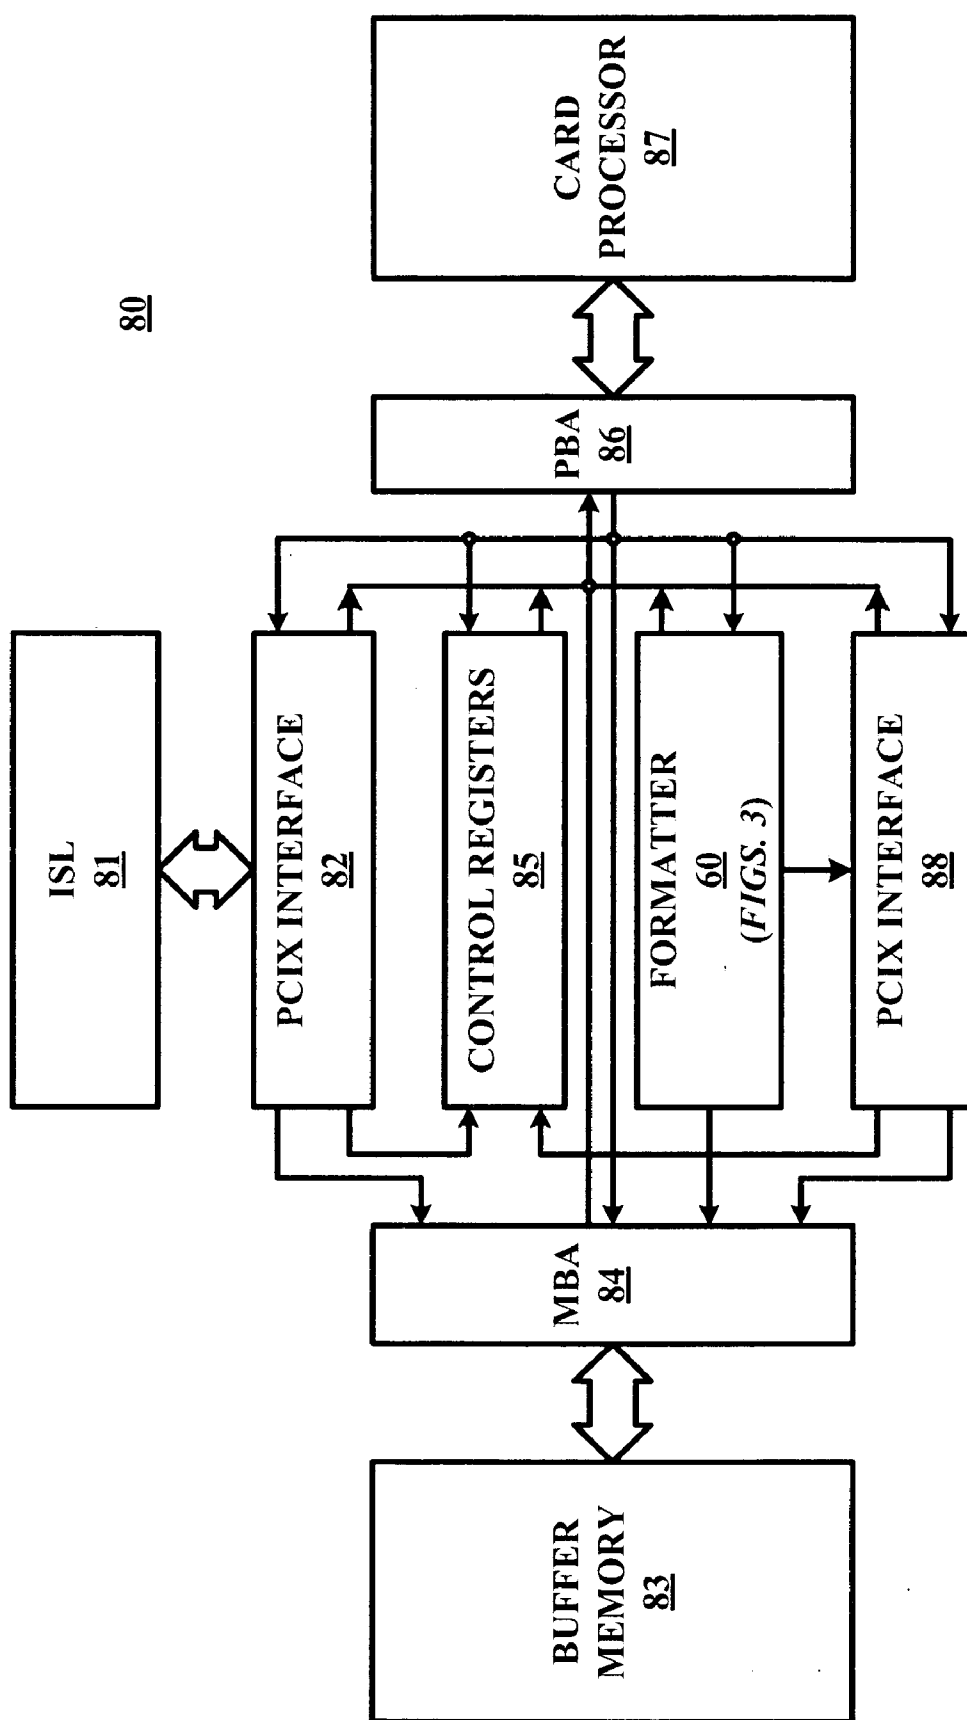 80
ISL
81
PCIX INTERFACE
82
BUFFER
MEMORY
83
MBA
84
CONTROL REGISTERS
85
PBA
86
CARD
PROCESSOR
87
FORMATTER
60
(FIGS. 3)
PCIX INTERFACE
88